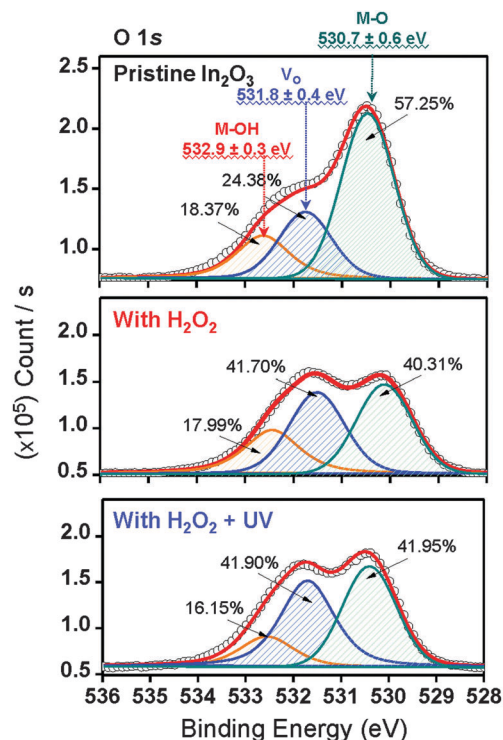 O 1s
M-O
530.7 ± 0.6 eV
Pristine In₂O₃
Vₒ
531.8 ± 0.4 eV
M-OH
532.9 ± 0.3 eV
57.25%
24.38%
18.37%
2.5
2.0
1.5
1.0
With H₂O₂
41.70%
40.31%
17.99%
2.0
1.5
1.0
0.5
With H₂O₂ + UV
41.90%
41.95%
16.15%
2.0
1.5
1.0
0.5
(x10⁵) Count / s
536 535 534 533 532 531 530 529 528
Binding Energy (eV)